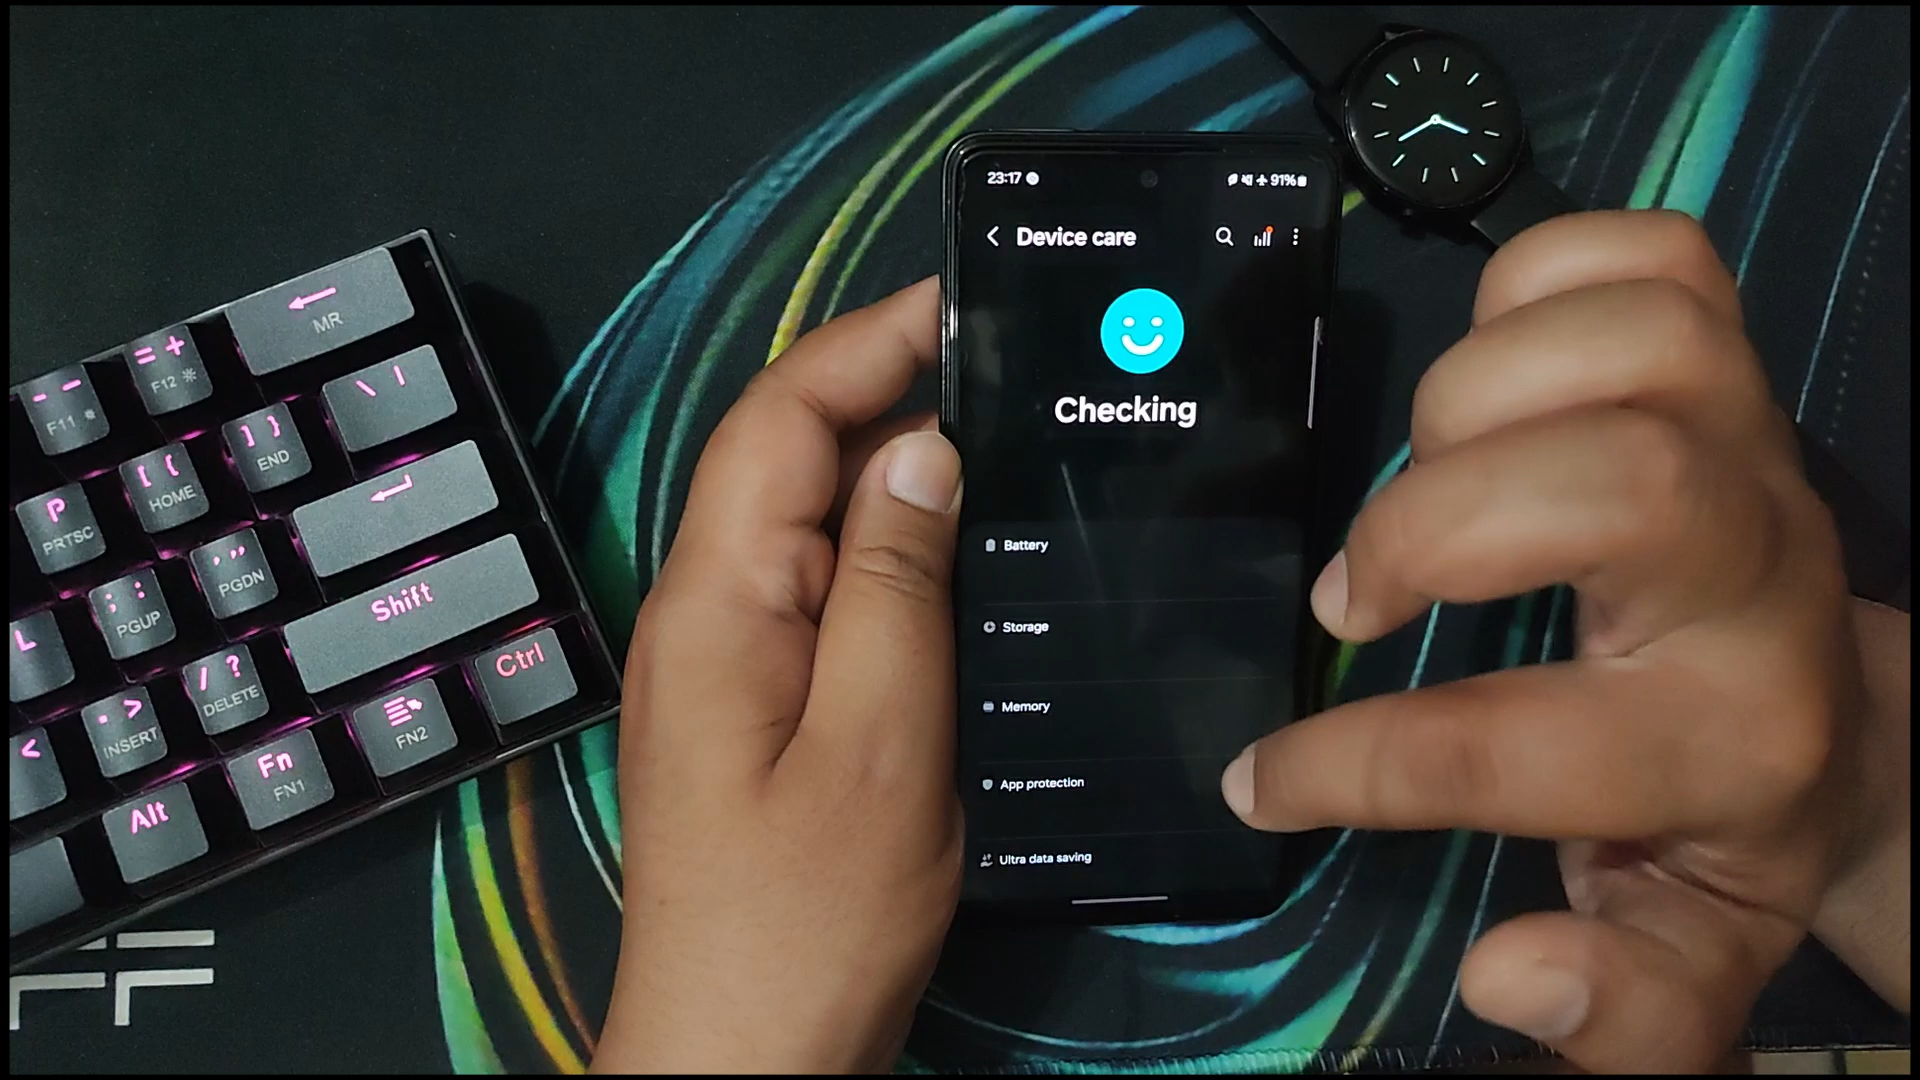 23:17
91%
Device care
Checking
Battery
Storage
Memory
App protection
Ultra data saving
MR
= +
F12
-
F11
\ |
] }
END
[ {
HOME
P
PRTSC
, ”
PGDN
; :
PGUP
L
Shift
/ ?
DELETE
. >
INSERT
<
Ctrl
FN2
Fn
FN1
Alt